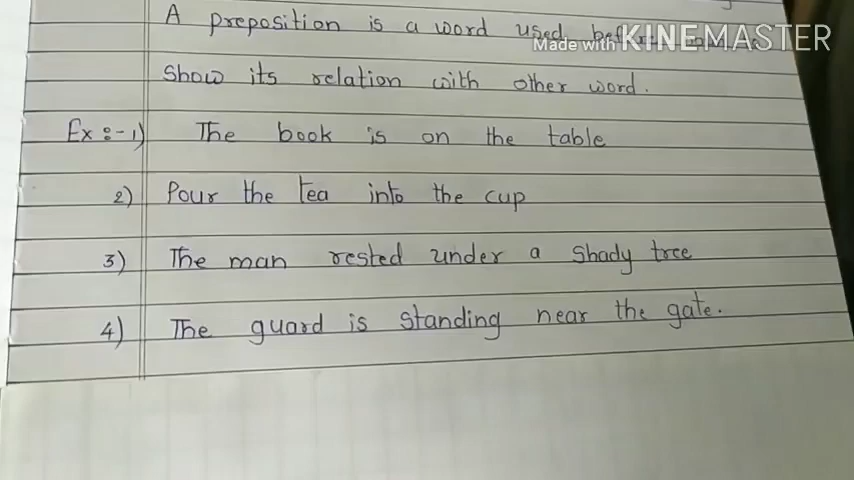 A preposition is a word used
Made with KINEMASTER
Show its relation with other word.
Ex :- 1) The book is on the table
2) Pour the tea into the cup
3) The man rested under a shady tree
4) The guard is standing near the gate.